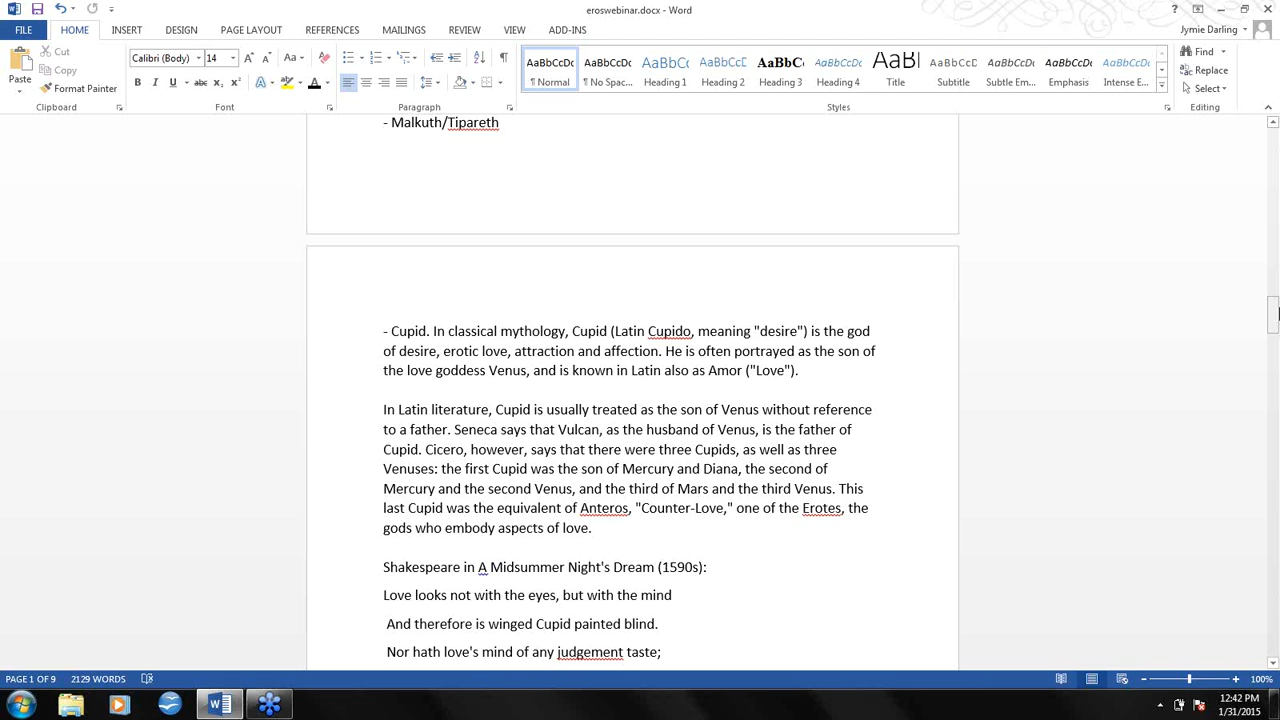 eroswebinar.docx - Word
FILE HOME INSERT DESIGN PAGE LAYOUT REFERENCES MAILINGS REVIEW VIEW ADD-INS Jymie Darling
Paste
Cut
Copy
Format Painter
Clipboard
Calibri (Body) 14
Font
Paragraph
AaBbCcDc AaBbCcDc AaBbCc AaBbCc AaBbCc AaBbCcDc AaBl AaBbCcD AaBbCcDc AaBbCcDc AaBbCcDc
¶ Normal ¶ No Spac... Heading 1 Heading 2 Heading 3 Heading 4 Title Subtitle Subtle Em... Emphasis Intense E...
Styles
Find
Replace
Select
Editing
- Malkuth/Tipareth
- Cupid. In classical mythology, Cupid (Latin Cupido, meaning "desire") is the god
of desire, erotic love, attraction and affection. He is often portrayed as the son of
the love goddess Venus, and is known in Latin also as Amor ("Love").
In Latin literature, Cupid is usually treated as the son of Venus without reference
to a father. Seneca says that Vulcan, as the husband of Venus, is the father of
Cupid. Cicero, however, says that there were three Cupids, as well as three
Venuses: the first Cupid was the son of Mercury and Diana, the second of
Mercury and the second Venus, and the third of Mars and the third Venus. This
last Cupid was the equivalent of Anteros, "Counter-Love," one of the Erotes, the
gods who embody aspects of love.
Shakespeare in A Midsummer Night's Dream (1590s):
Love looks not with the eyes, but with the mind
And therefore is winged Cupid painted blind.
Nor hath love's mind of any judgement taste;
PAGE 1 OF 9 2129 WORDS 100%
12:42 PM
1/31/2015